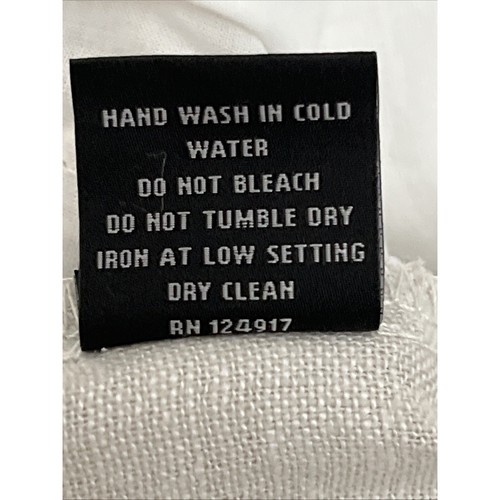 HAND WASH IN COLD
WATER
DO NOT BLEACH
DO NOT TUMBLE DRY
IRON AT LOW SETTING
DRY CLEAN
RN 124917